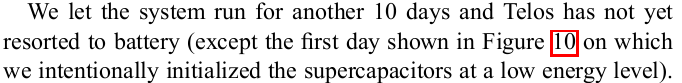 We let the system run for another 10 days and Telos has not yet
resorted to battery (except the first day shown in Figure 10 on which
we intentionally initialized the supercapacitors at a low energy level).